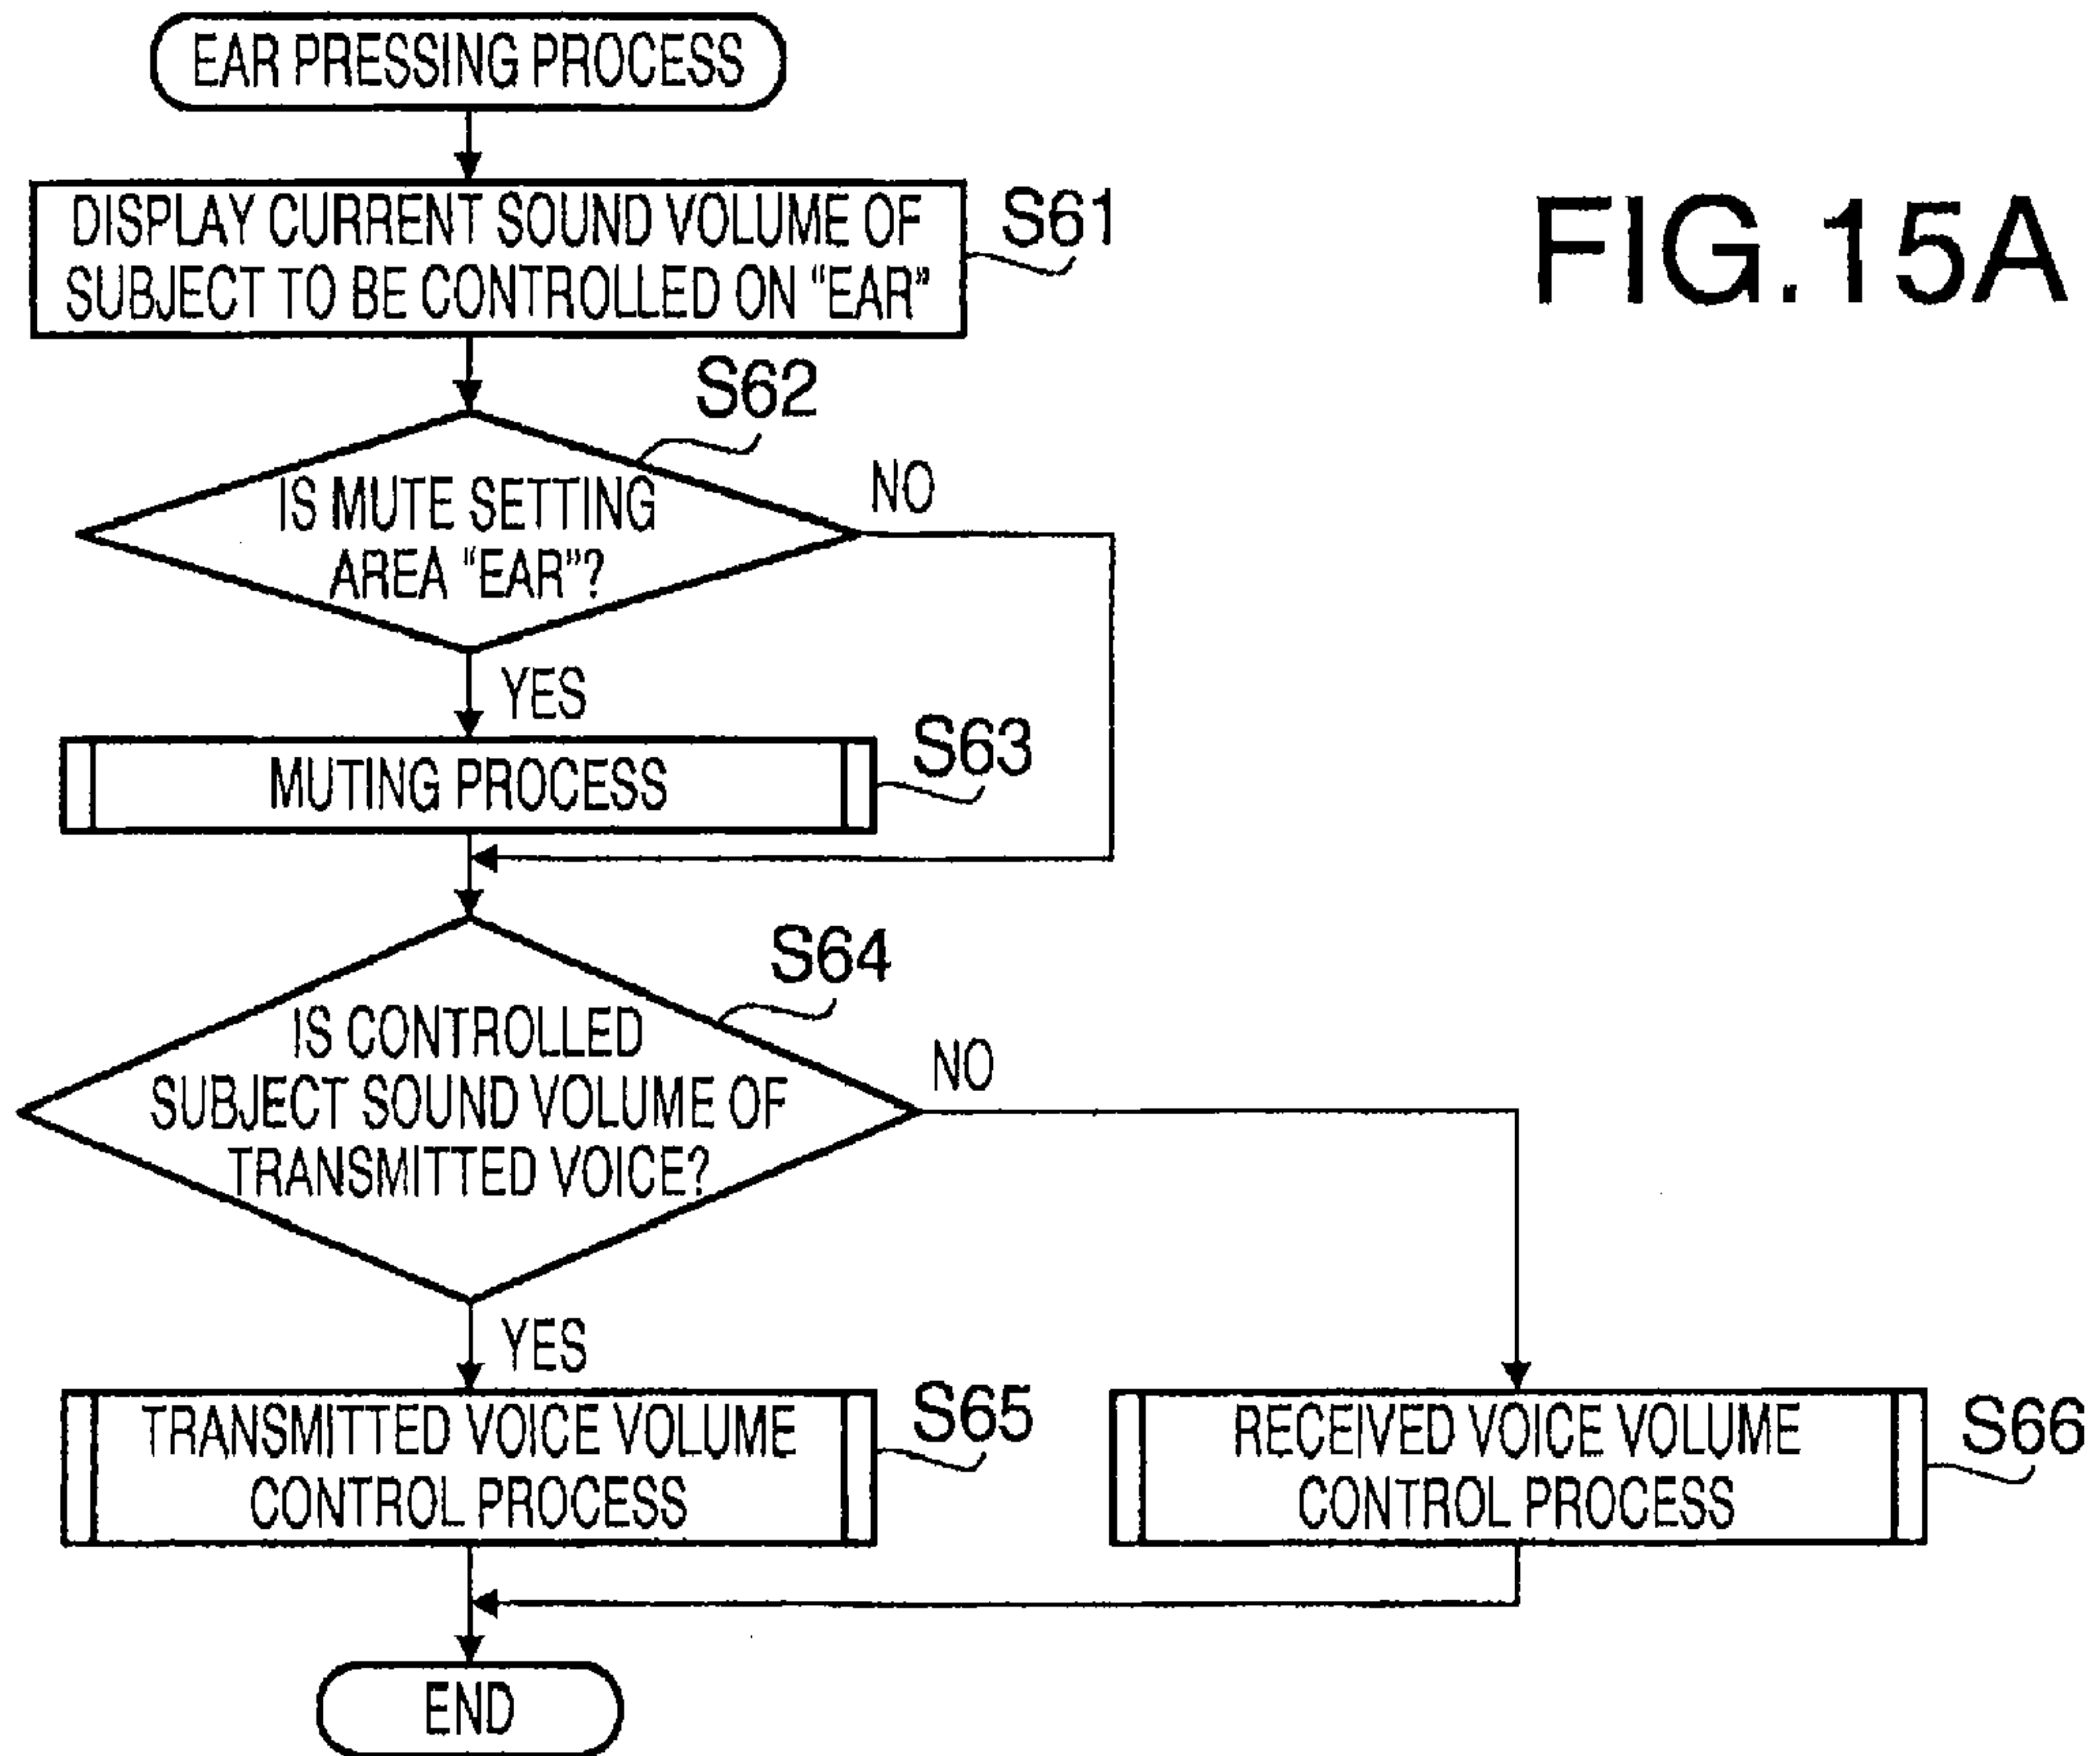 EAR PRESSING PROCESS
DISPLAY CURRENT SOUND VOLUME OF
SUBJECT TO BE CONTROLLED ON "EAR"
S61
FIG.15A
S62
IS MUTE SETTING
AREA "EAR"?
NO
YES
MUTING PROCESS
S63
S64
IS CONTROLLED
SUBJECT SOUND VOLUME OF
TRANSMITTED VOICE?
NO
YES
TRANSMITTED VOICE VOLUME
CONTROL PROCESS
S65
RECEIVED VOICE VOLUME
CONTROL PROCESS
S66
END